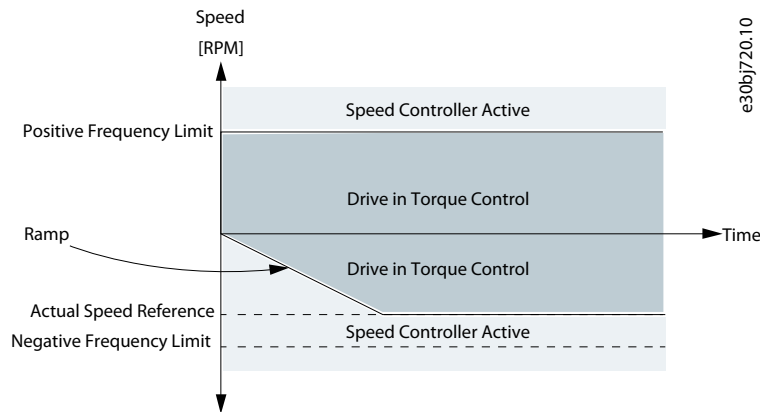 Speed
[RPM]
e30bj720.10
Speed Controller Active
Positive Frequency Limit
Drive in Torque Control
Ramp
Time
Drive in Torque Control
Actual Speed Reference
Speed Controller Active
Negative Frequency Limit